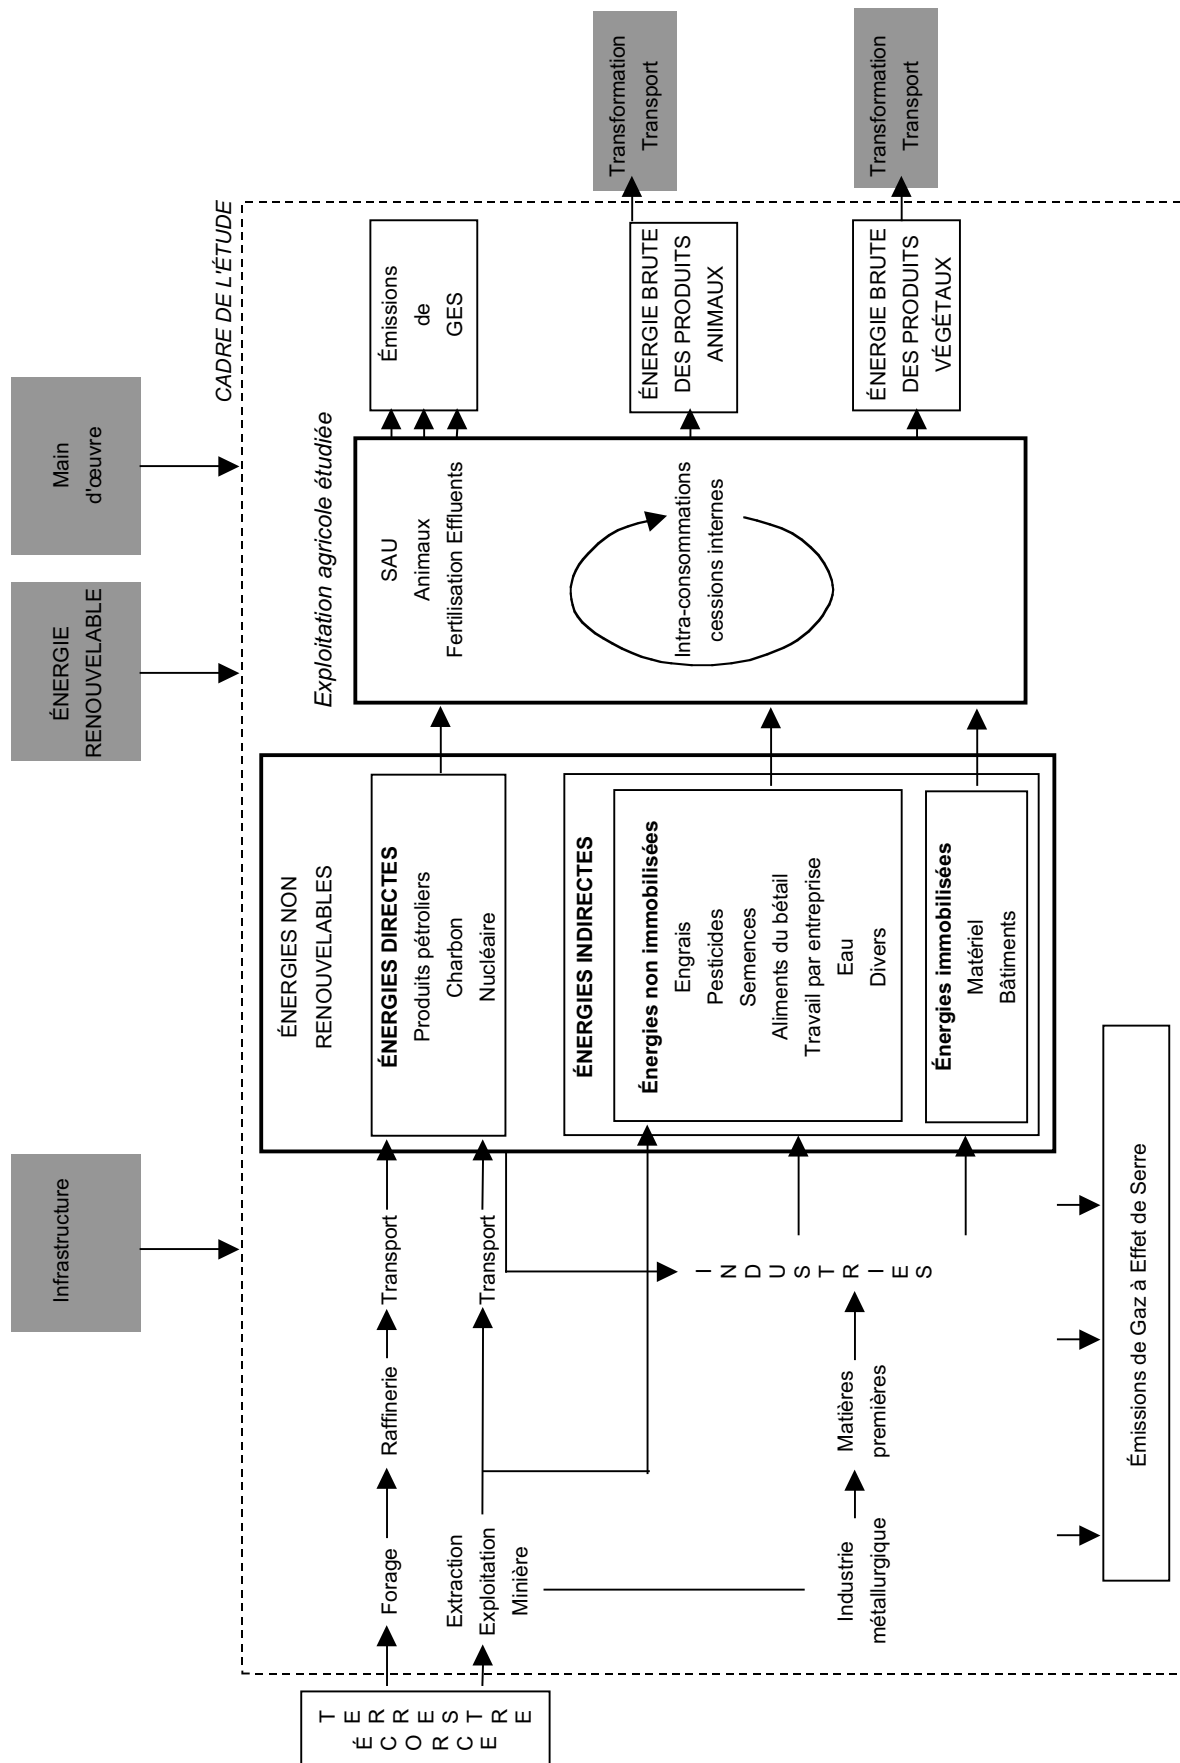 Infrastructure
ÉNERGIE
RENOUVELABLE
Main
d'œuvre
CADRE DE L'ÉTUDE
ÉCORCE
TERRESTRE
Forage
Raffinerie
Transport
Extraction
Exploitation
Minière
Transport
Industrie
métallurgique
Matières
premières
INDUSTRIES
ÉNERGIES NON
RENOUVELABLES
ÉNERGIES DIRECTES
Produits pétroliers
Charbon
Nucléaire
ÉNERGIES INDIRECTES
Énergies non immobilisées
Engrais
Pesticides
Semences
Aliments du bétail
Travail par entreprise
Eau
Divers
Énergies immobilisées
Matériel
Bâtiments
Exploitation agricole étudiée
SAU
Animaux
Fertilisation Effluents
Intra-consommations
cessions internes
Émissions
de
GES
ÉNERGIE BRUTE
DES PRODUITS
ANIMAUX
Transformation
Transport
ÉNERGIE BRUTE
DES PRODUITS
VÉGÉTAUX
Transformation
Transport
Émissions de Gaz à Effet de Serre